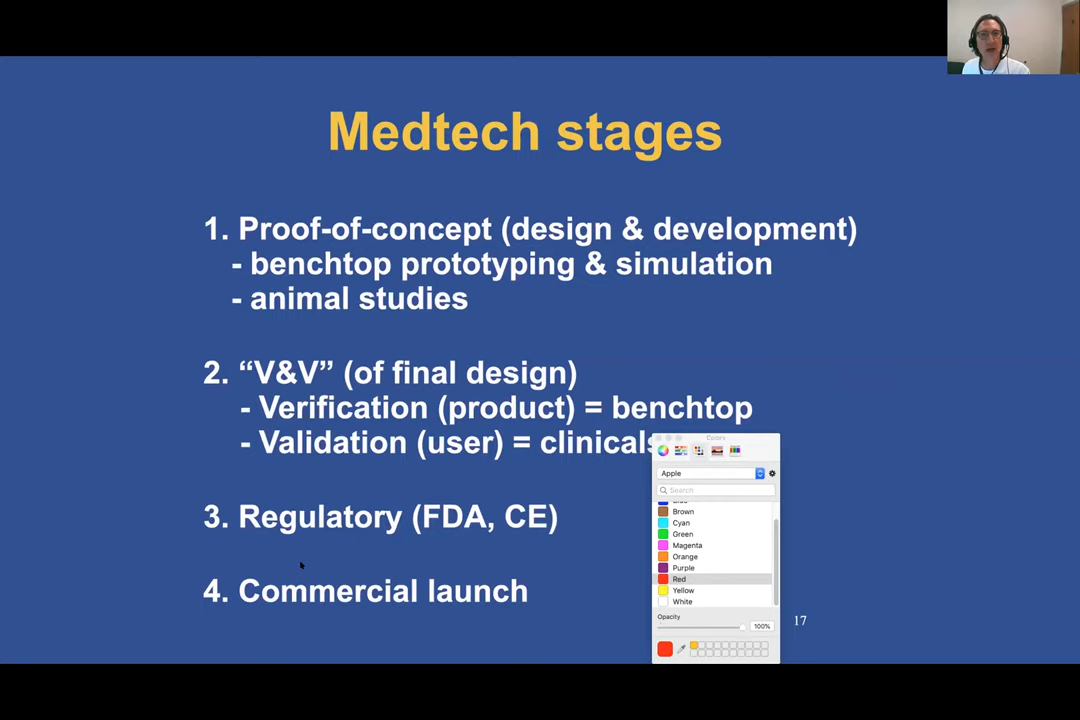 Medtech stages
1. Proof-of-concept (design & development)
- benchtop prototyping & simulation
- animal studies
2. “V&V” (of final design)
- Verification (product) = benchtop
- Validation (user) = clinicals
3. Regulatory (FDA, CE)
4. Commercial launch
17
Colors
Apple
Search
Brown
Cyan
Green
Magenta
Orange
Purple
Red
Yellow
White
Opacity
100%